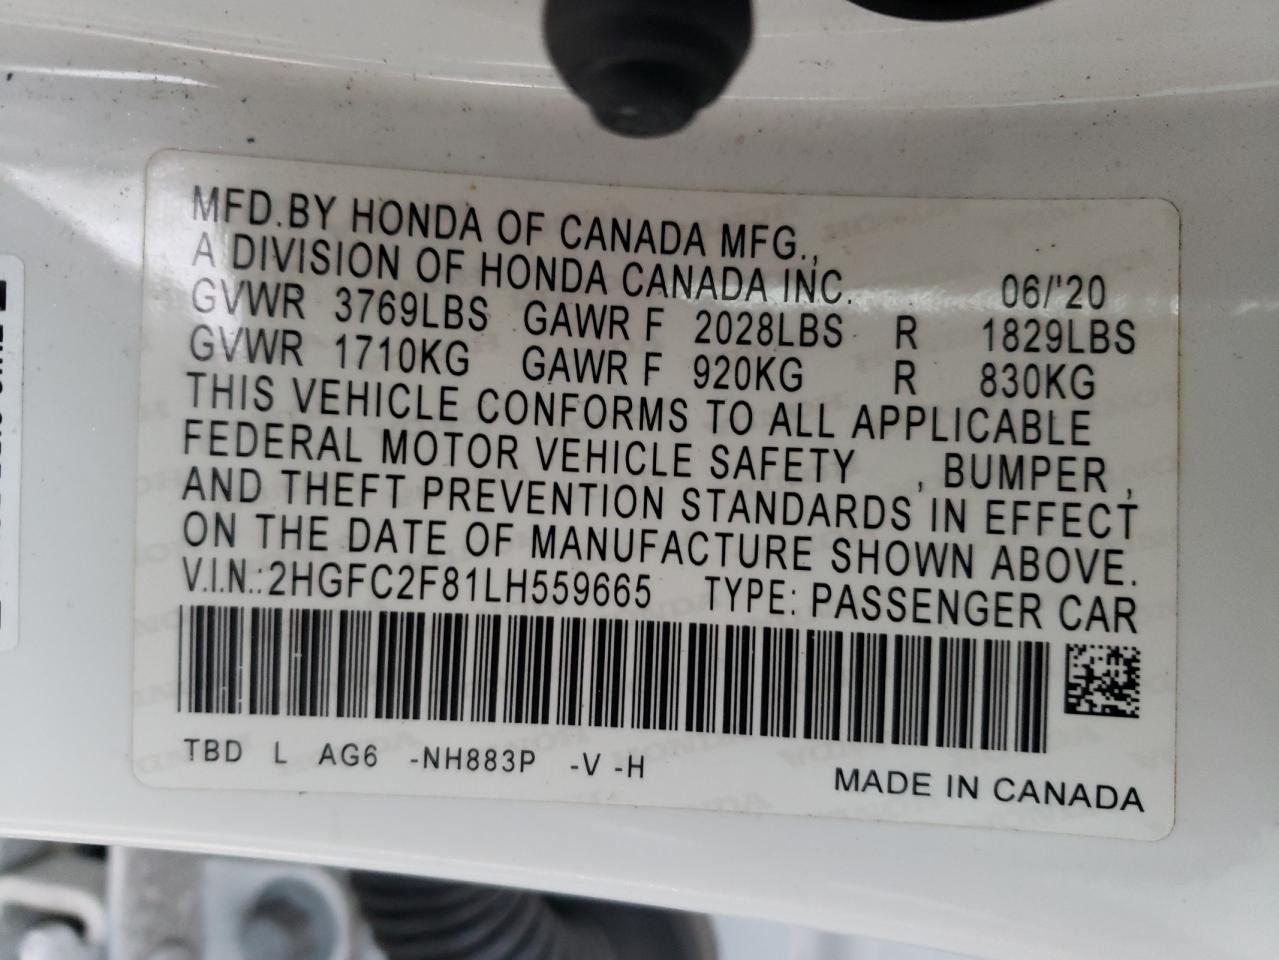 MFD.BY HONDA OF CANADA MFG.,
A DIVISION OF HONDA CANADA INC. 06/'20
GVWR 3769LBS GAWR F 2028LBS R 1829LBS
GVWR 1710KG GAWR F 920KG R 830KG
THIS VEHICLE CONFORMS TO ALL APPLICABLE
FEDERAL MOTOR VEHICLE SAFETY , BUMPER ,
AND THEFT PREVENTION STANDARDS IN EFFECT
ON THE DATE OF MANUFACTURE SHOWN ABOVE.
V.I.N.:2HGFC2F81LH559665 TYPE: PASSENGER CAR
TBD L AG6 -NH883P -V -H
MADE IN CANADA